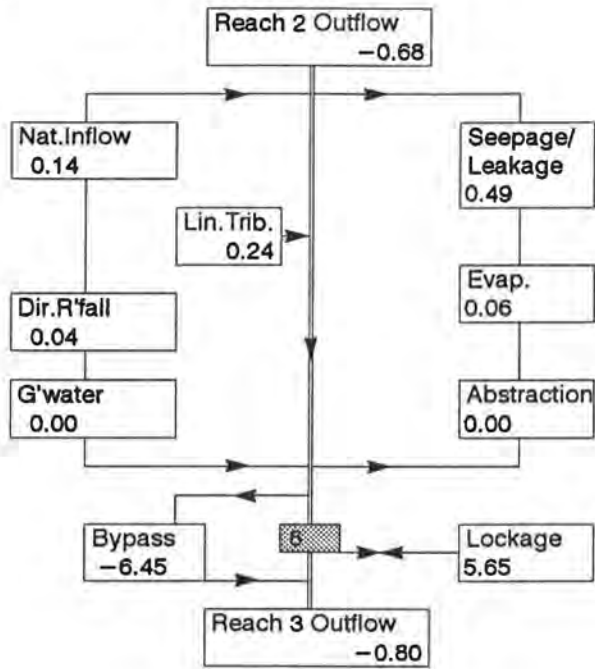 Reach 2 Outflow
−0.68
Nat.Inflow
0.14
Seepage/
Leakage
0.49
Lin.Trib.
0.24
Dir.R'fall
0.04
Evap.
0.06
G'water
0.00
Abstraction
0.00
Bypass
−6.45
Lockage
5.65
Reach 3 Outflow
−0.80